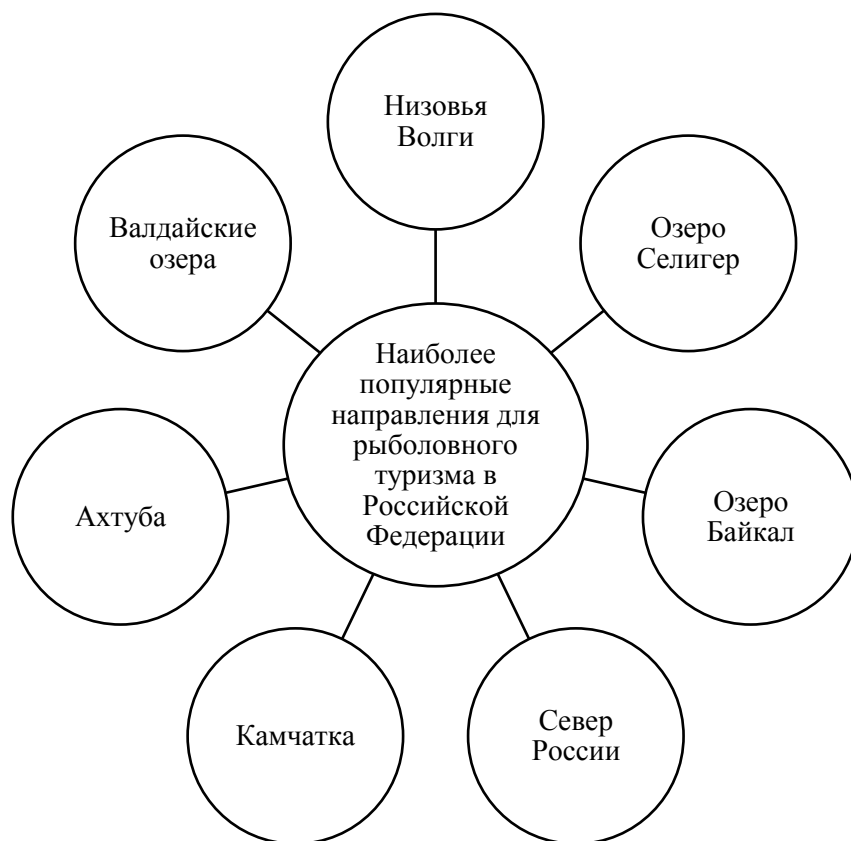 Низовья
Волги
Озеро
Селигер
Озеро
Байкал
Север
России
Камчатка
Ахтуба
Валдайские
озера
Наиболее
популярные
направления для
рыболовного
туризма в
Российской
Федерации